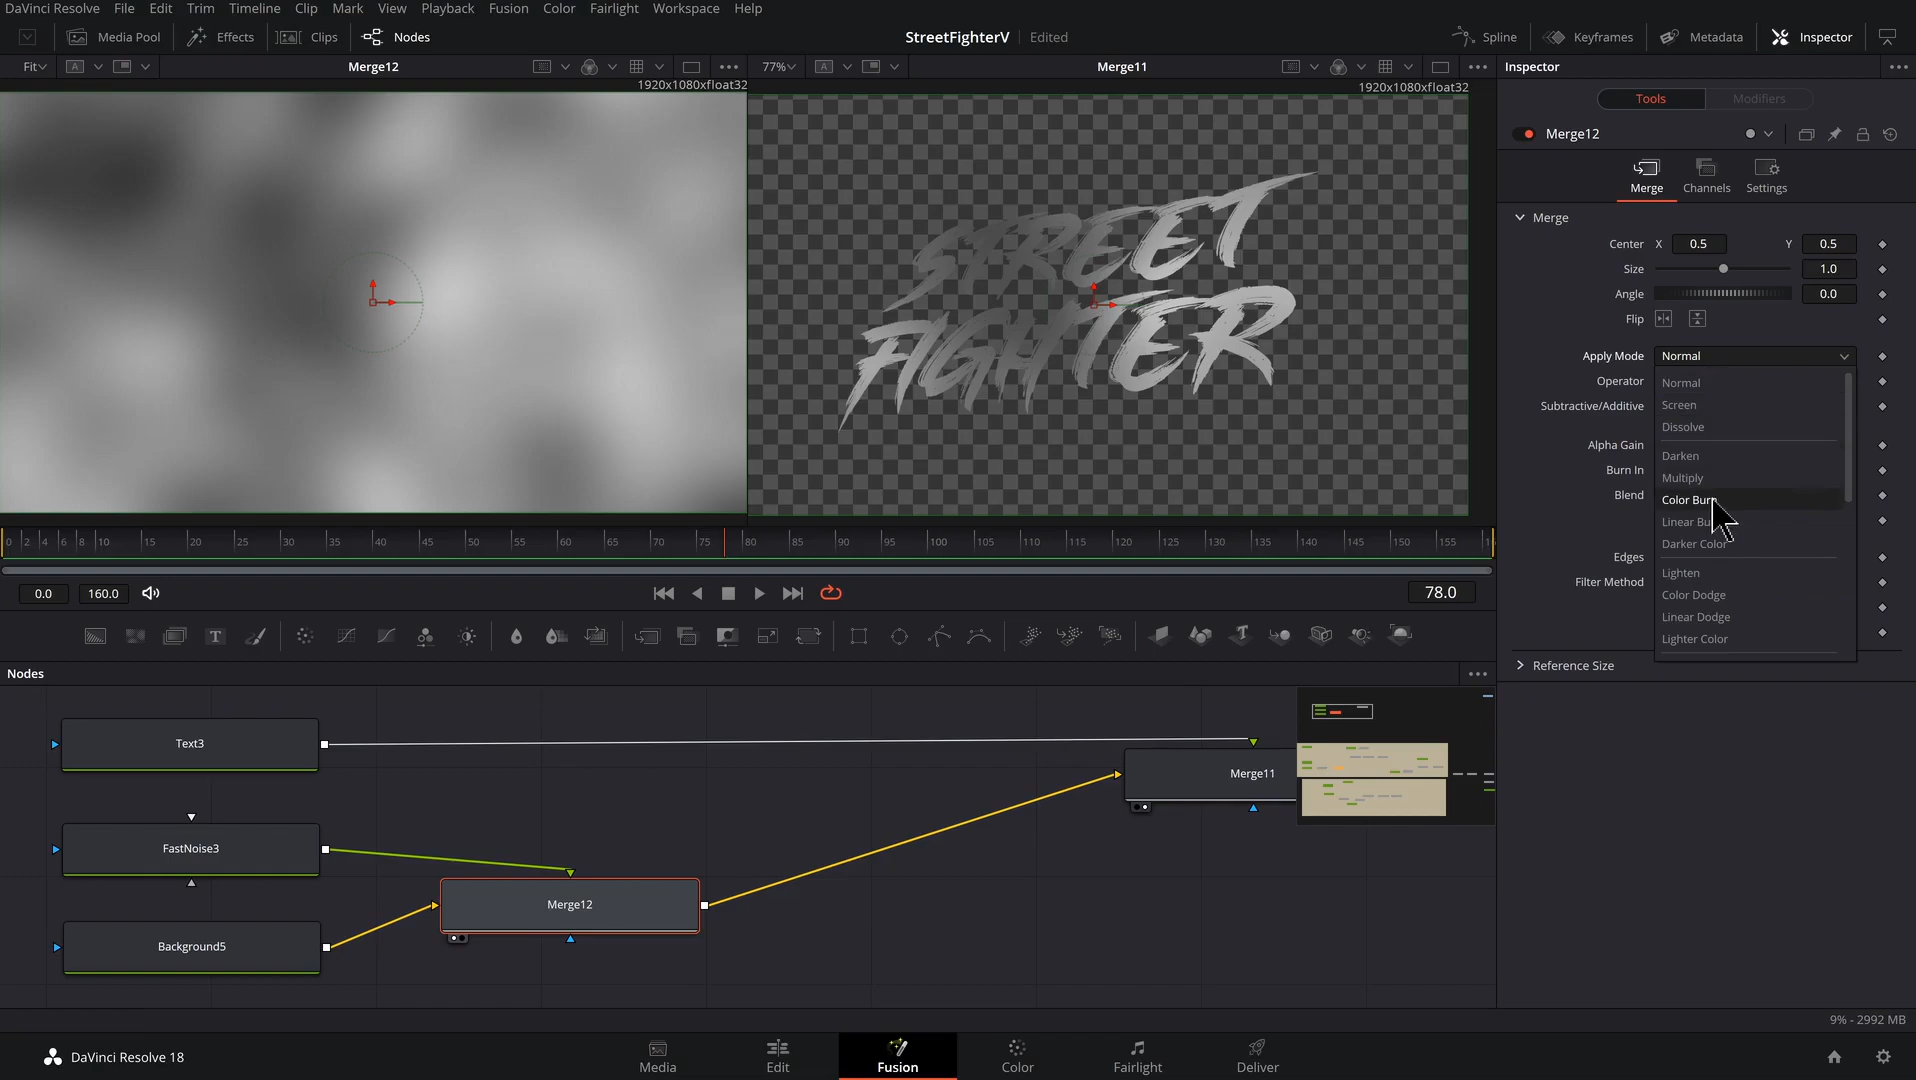 DaVinci Resolve File Edit Trim Timeline Clip Mark View Playback Fusion Color Fairlight Workspace Help
Media Pool Effects Clips Nodes StreetFighterV Edited Spline Keyframes Metadata Inspector
Fit A Merge12 77% A Merge11 Inspector
1920x1080xfloat32 1920x1080xfloat32
Tools Modifiers
Merge12
Merge Channels Settings
Merge
Center X 0.5 Y 0.5
Size 1.0
Angle 0.0
Flip
STREET
FIGHTER
Apply Mode Normal
Operator
Subtractive/Additive
Alpha Gain
Burn In
Blend
Edges
Filter Method
Normal
Screen
Dissolve
Darken
Multiply
Color Burn
Linear Bu
Darker Color
Lighten
Color Dodge
Linear Dodge
Lighter Color
Reference Size
0 2 4 6 8 10 15 20 25 30 35 40 45 50 55 60 65 70 75 80 85 90 95 100 105 110 115 120 125 130 135 140 145 150 155
0.0 160.0 78.0
T T
Nodes
Text3
Merge11
FastNoise3
Merge12
Background5
9% - 2992 MB
DaVinci Resolve 18 Media Edit Fusion Color Fairlight Deliver